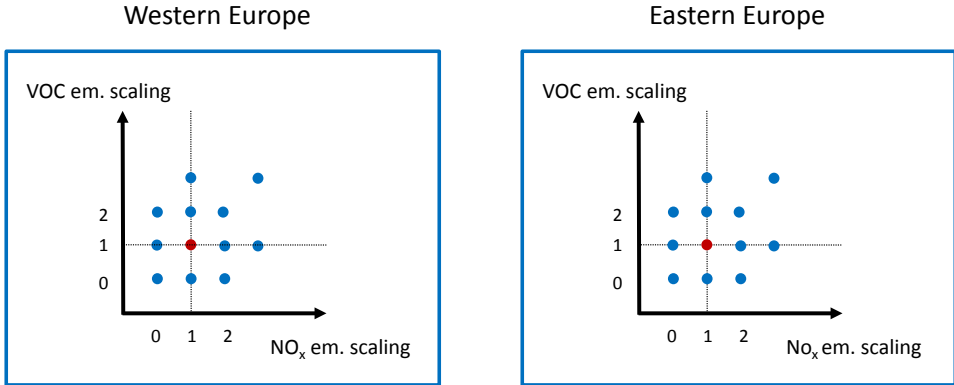 Western Europe
VOC em. scaling
2
1
0
0 1 2
NOx em. scaling
Eastern Europe
VOC em. scaling
2
1
0
0 1 2
Nox em. scaling